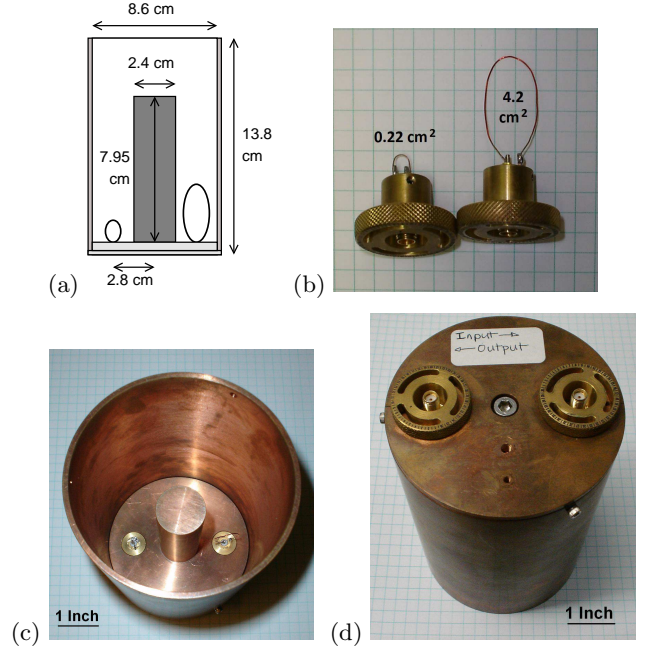 8.6 cm
2.4 cm
7.95
cm
13.8
cm
2.8 cm
(a)
0.22 cm²
4.2
cm²
(b)
1 Inch
(c)
Input →
← Output
1 Inch
(d)